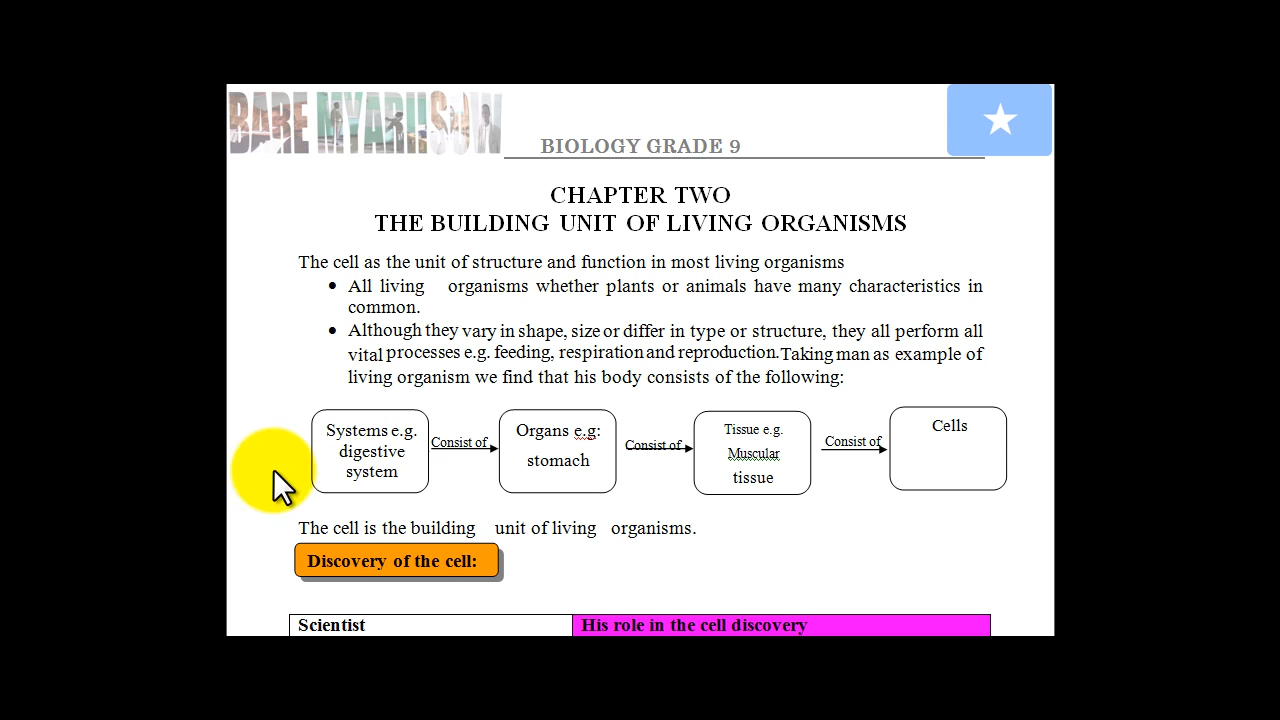 BARE MYARHSOW
BIOLOGY GRADE 9
CHAPTER TWO
THE BUILDING UNIT OF LIVING ORGANISMS
The cell as the unit of structure and function in most living organisms
• All living organisms whether plants or animals have many characteristics in
common.
• Although they vary in shape, size or differ in type or structure, they all perform all
vital processes e.g. feeding, respiration and reproduction. Taking man as example of
living organism we find that his body consists of the following:
Systems e.g.
digestive
system
Consist of
Organs e.g:
stomach
Consist of
Tissue e.g.
Muscular
tissue
Consist of
Cells
The cell is the building unit of living organisms.
Discovery of the cell:
Scientist His role in the cell discovery